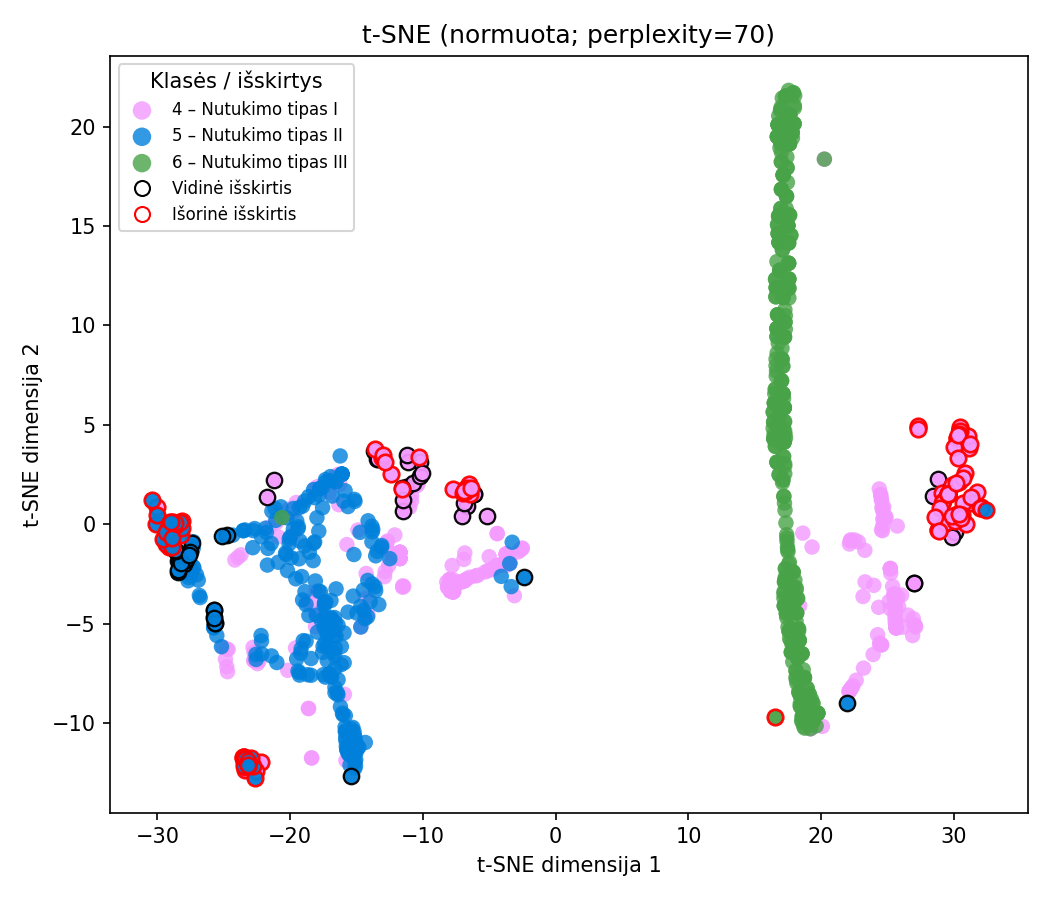 t-SNE (normuota; perplexity=70)
Klasės / išskirtys
4 – Nutukimo tipas I
5 – Nutukimo tipas II
6 – Nutukimo tipas III
Vidinė išskirtis
Išorinė išskirtis
t-SNE dimensija 2
20
15
10
5
0
−5
−10
−30
−20
−10
0
10
20
30
t-SNE dimensija 1